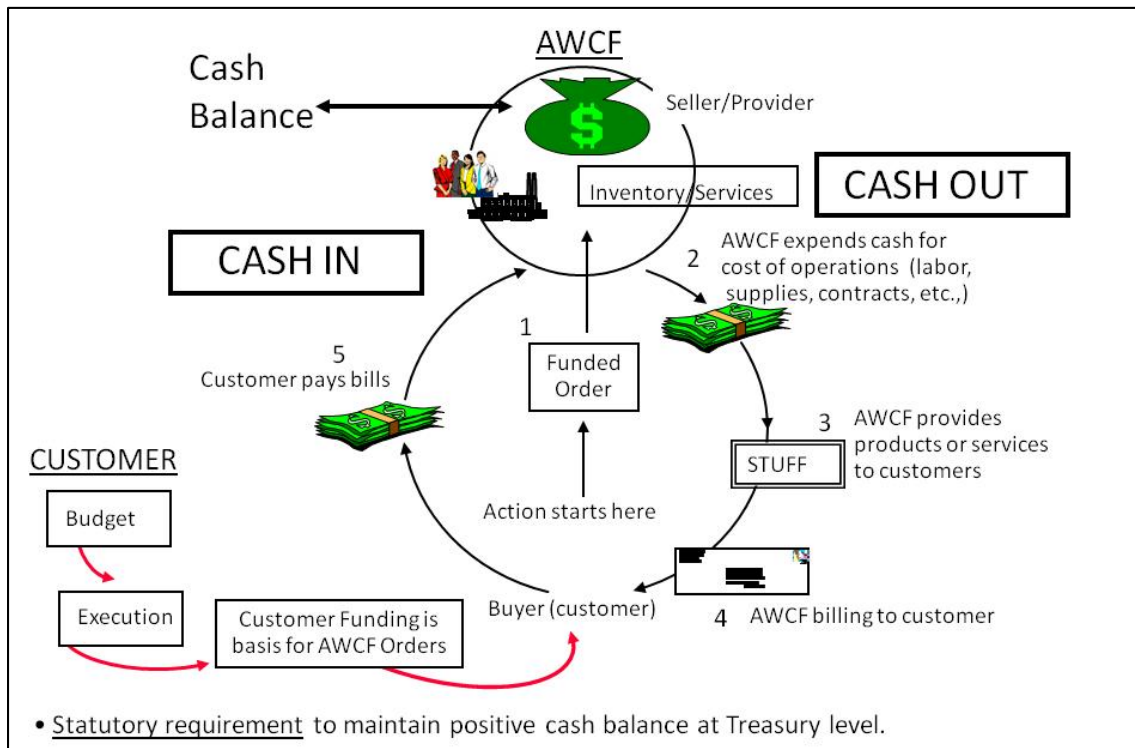 AWCF
Cash
Balance
Seller/Provider
$
Inventory/Services
CASH OUT
CASH IN
2
AWCF expends cash for
cost of operations (labor,
supplies, contracts, etc.,)
1
Funded
Order
5
Customer pays bills
3
AWCF provides
products or services
to customers
STUFF
CUSTOMER
Budget
Action starts here
Execution
Customer Funding is
basis for AWCF Orders
Buyer (customer)
4
AWCF billing to customer
• Statutory requirement to maintain positive cash balance at Treasury level.